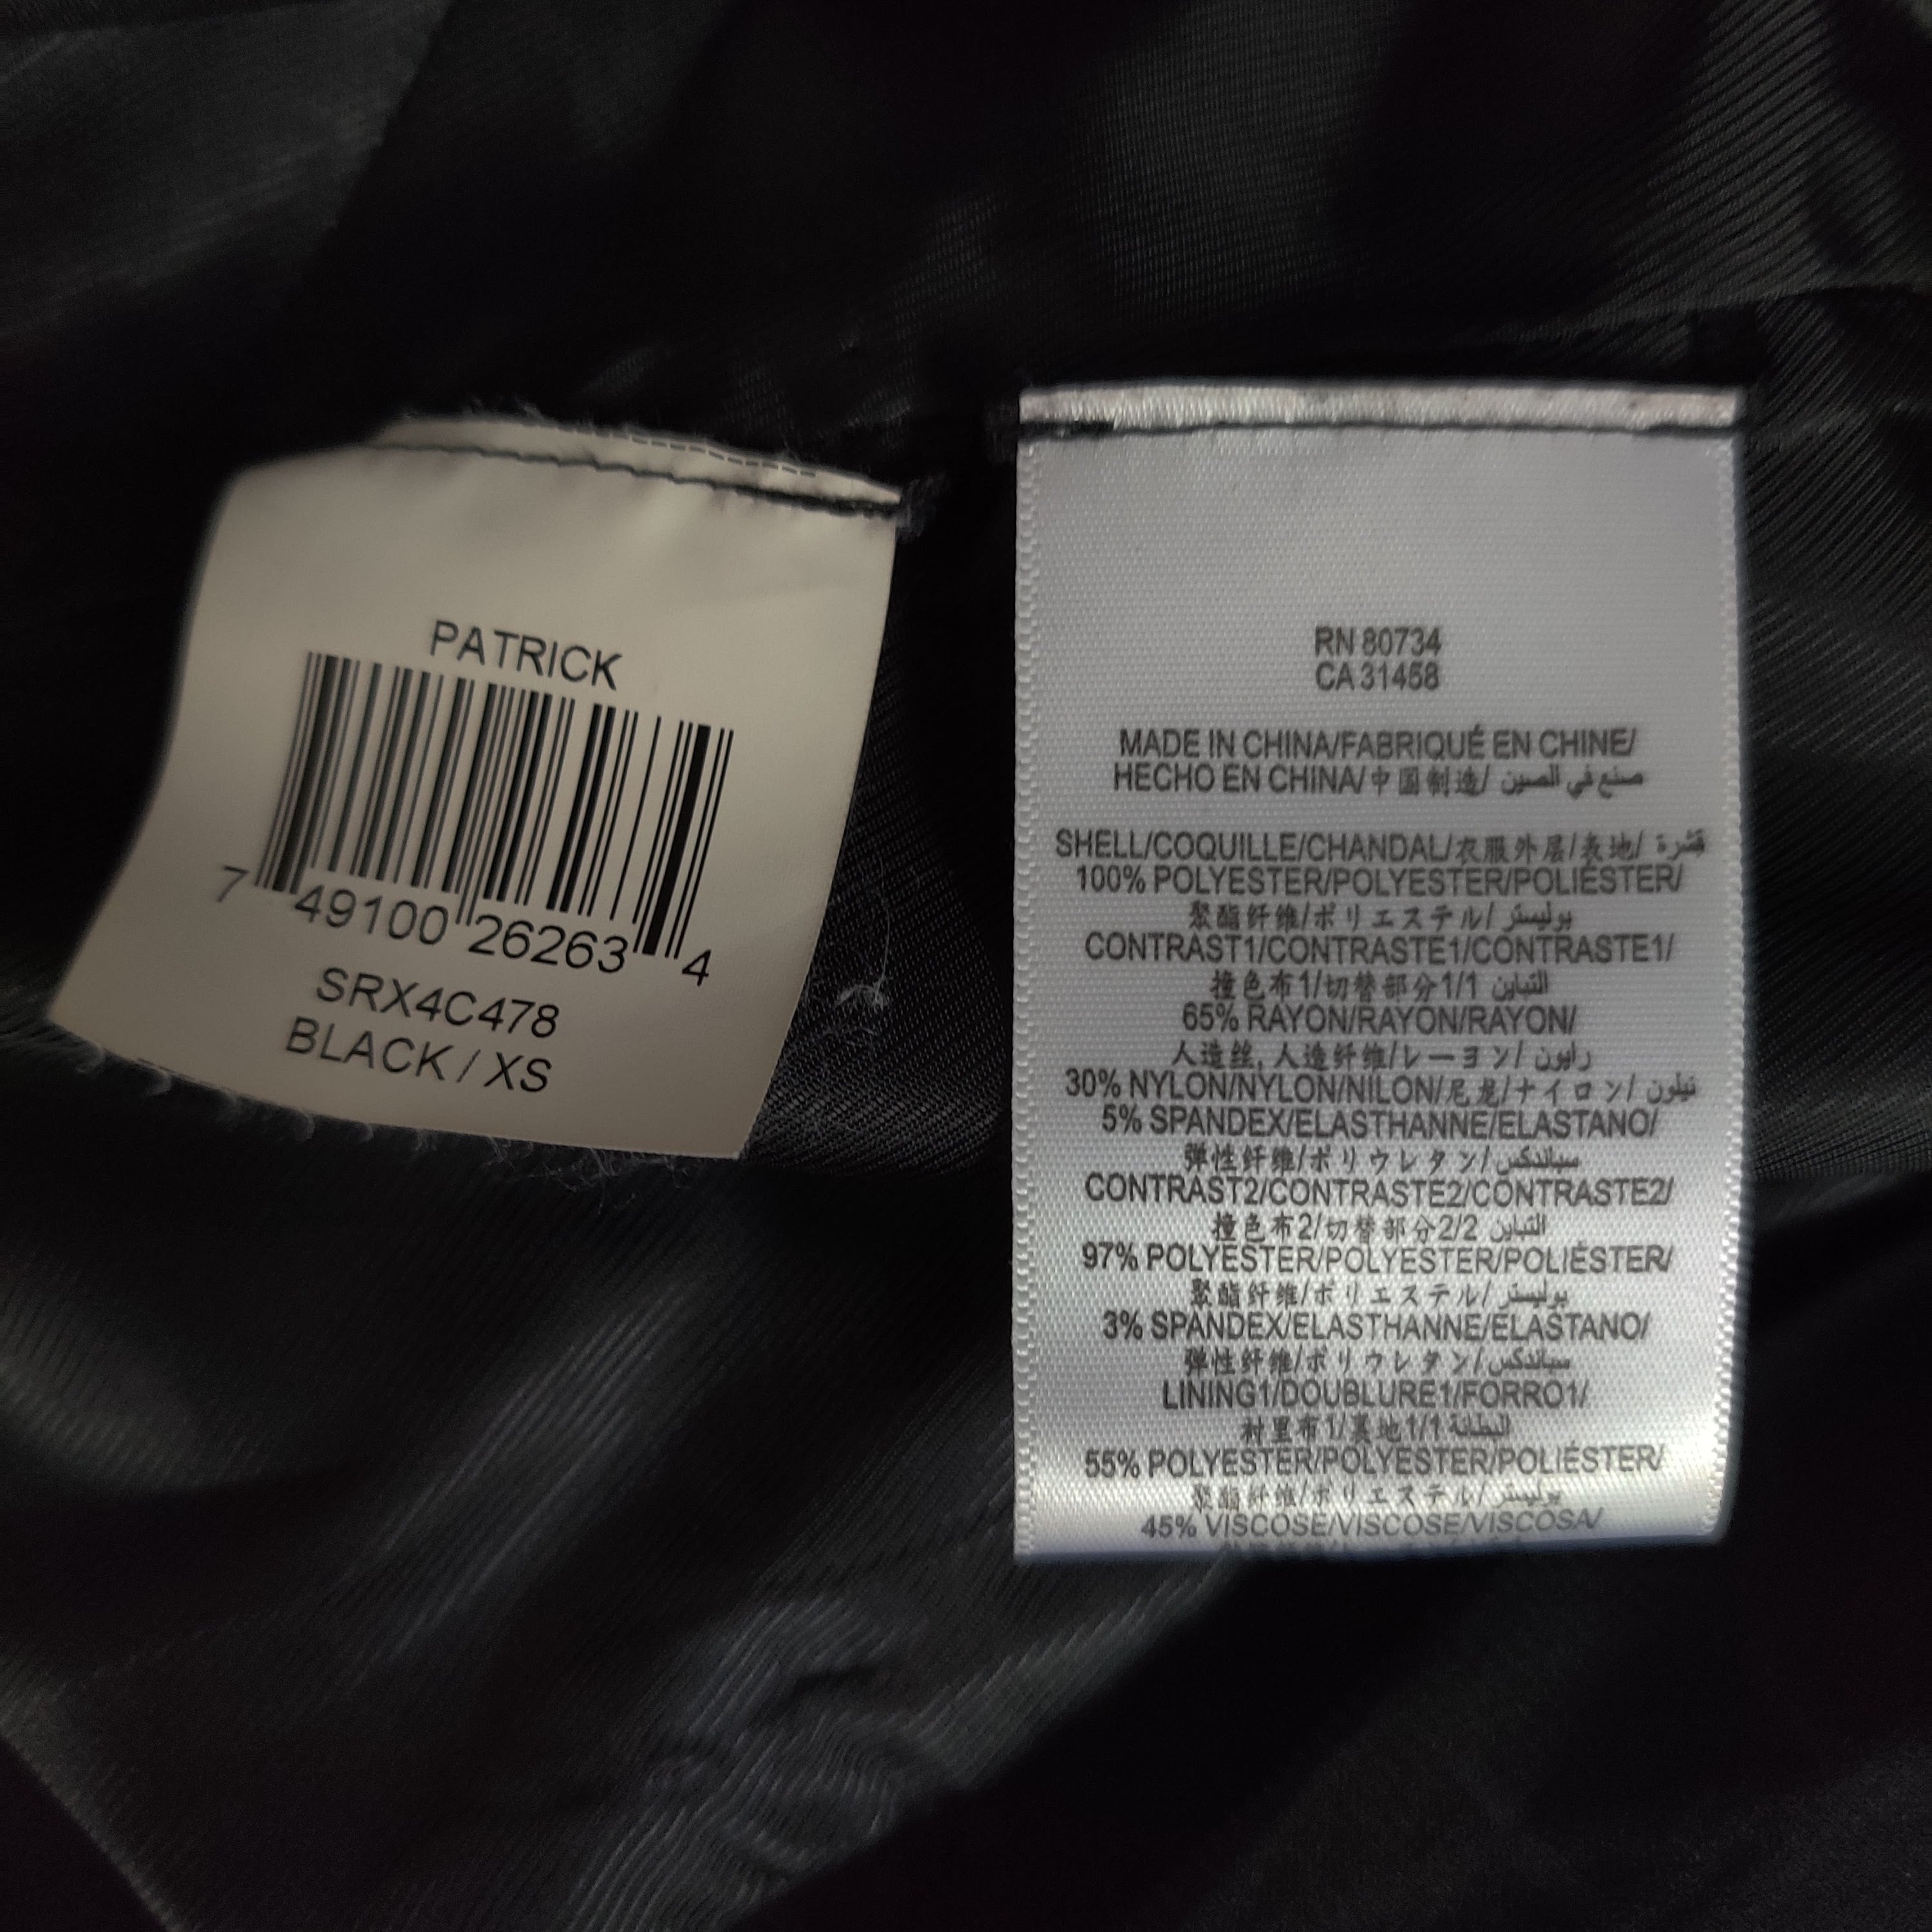 PATRICK
7 49100 26263 4
SRX4C478
BLACK / XS
RN 80734
CA 31458
MADE IN CHINA/FABRIQUÉ EN CHINE/
HECHO EN CHINA/中国制造/ صنع في الصين
SHELL/COQUILLE/CHANDAL/衣服外层/表地/ قشرة
100% POLYESTER/POLYESTER/POLIÉSTER/
聚酯纤维/ポリエステル/ بوليستر
CONTRAST1/CONTRASTE1/CONTRASTE1/
撞色布1/切替部分1/1 التباين
65% RAYON/RAYON/RAYON/
人造丝, 人造纤维/レーヨン/ رايون
30% NYLON/NYLON/NILON/尼龙/ナイロン/ نيلون
5% SPANDEX/ELASTHANNE/ELASTANO/
弹性纤维/ポリウレタン/ سباندكس
CONTRAST2/CONTRASTE2/CONTRASTE2/
撞色布2/切替部分2/2 التباين
97% POLYESTER/POLYESTER/POLIÉSTER/
聚酯纤维/ポリエステル/ بوليستر
3% SPANDEX/ELASTHANNE/ELASTANO/
弹性纤维/ポリウレタン/ سباندكس
LINING1/DOUBLURE1/FORRO1/
衬里布1/裏地1/1 البطانة
55% POLYESTER/POLYESTER/POLIÉSTER/
聚酯纤维/ポリエステル/ بوليستر
45% VISCOSE/VISCOSE/VISCOSA/